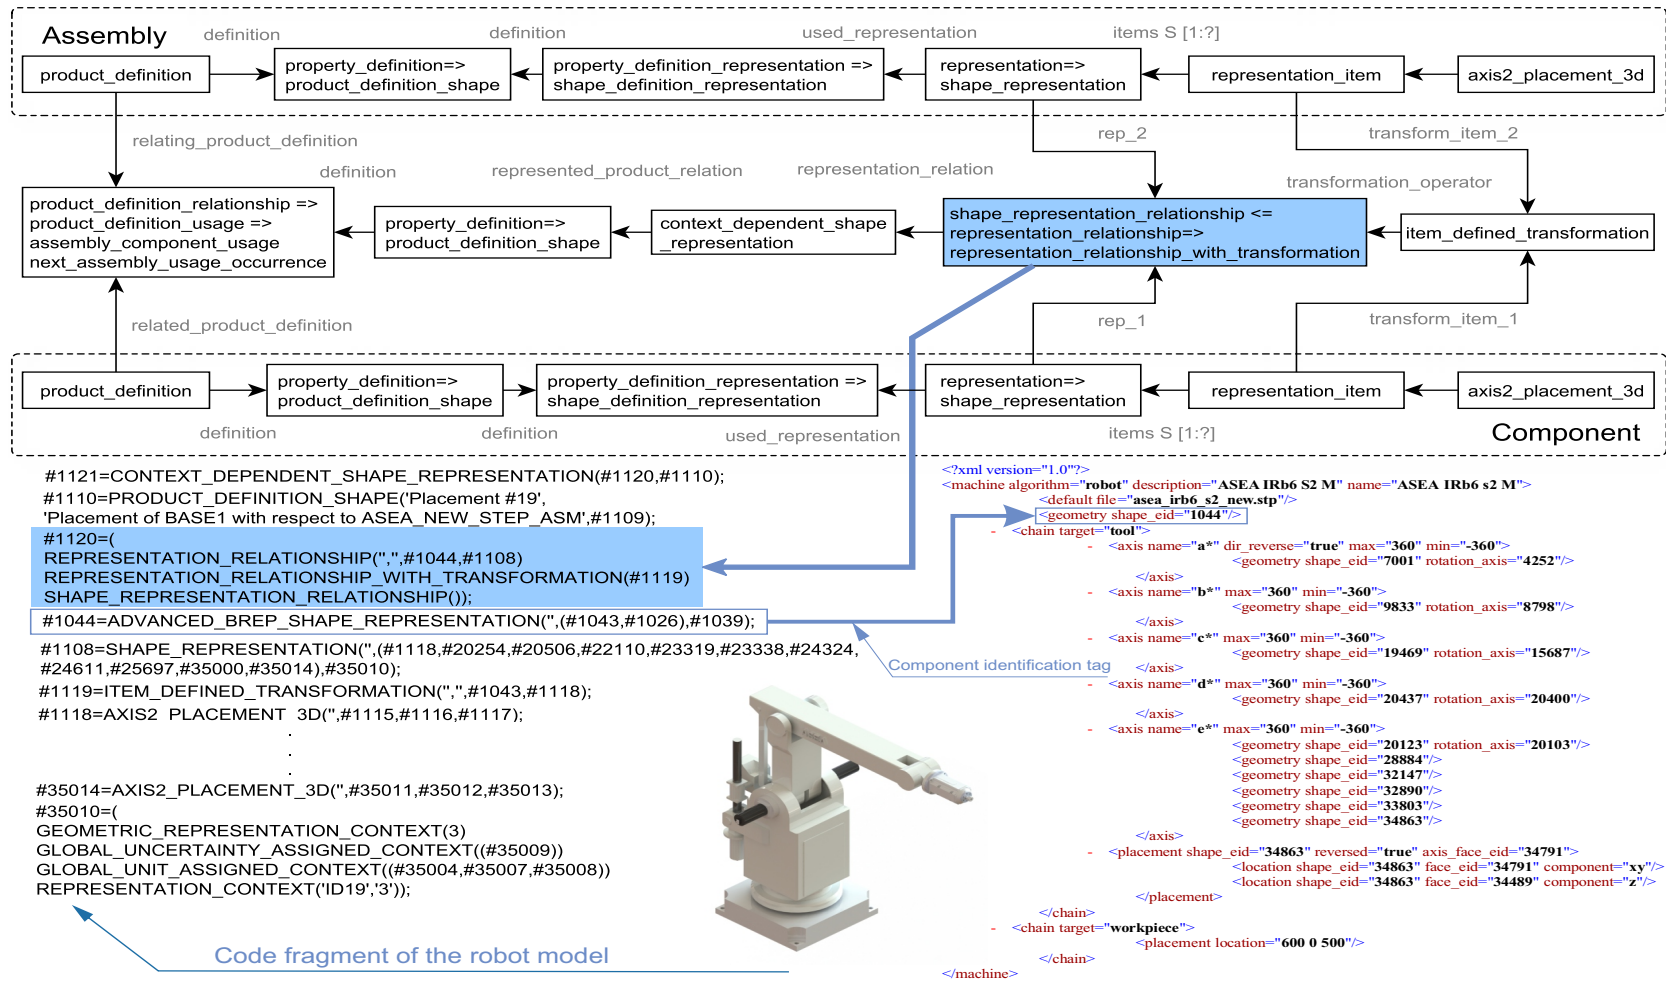 Assembly
definition
definition
used_representation
items S [1:?]
product_definition
property_definition=>
product_definition_shape
property_definition_representation =>
shape_definition_representation
representation=>
shape_representation
representation_item
axis2_placement_3d
relating_product_definition
rep_2
transform_item_2
definition
represented_product_relation
representation_relation
transformation_operator
product_definition_relationship =>
product_definition_usage =>
assembly_component_usage
next_assembly_usage_occurrence
property_definition=>
product_definition_shape
context_dependent_shape
_representation
shape_representation_relationship <=
representation_relationship=>
representation_relationship_with_transformation
item_defined_transformation
related_product_definition
rep_1
transform_item_1
product_definition
property_definition=>
product_definition_shape
property_definition_representation =>
shape_definition_representation
representation=>
shape_representation
representation_item
axis2_placement_3d
definition
definition
used_representation
items S [1:?]
Component
#1121=CONTEXT_DEPENDENT_SHAPE_REPRESENTATION(#1120,#1110);
#1110=PRODUCT_DEFINITION_SHAPE('Placement #19',
'Placement of BASE1 with respect to ASEA_NEW_STEP_ASM',#1109);
#1120=(
REPRESENTATION_RELATIONSHIP('','',#1044,#1108)
REPRESENTATION_RELATIONSHIP_WITH_TRANSFORMATION(#1119)
SHAPE_REPRESENTATION_RELATIONSHIP());
#1044=ADVANCED_BREP_SHAPE_REPRESENTATION('',(#1043,#1026),#1039);
#1108=SHAPE_REPRESENTATION('',(#1118,#20254,#20506,#22110,#23319,#23338,#24324,
#24611,#25697,#35000,#35014),#35010);
#1119=ITEM_DEFINED_TRANSFORMATION('','',#1043,#1118);
#1118=AXIS2_PLACEMENT_3D('',#1115,#1116,#1117);
.
.
.
#35014=AXIS2_PLACEMENT_3D('',#35011,#35012,#35013);
#35010=(
GEOMETRIC_REPRESENTATION_CONTEXT(3)
GLOBAL_UNCERTAINTY_ASSIGNED_CONTEXT((#35009))
GLOBAL_UNIT_ASSIGNED_CONTEXT((#35004,#35007,#35008))
REPRESENTATION_CONTEXT('ID19','3'));
Code fragment of the robot model
Component identification tag
<?xml version="1.0"?>
<machine algorithm="robot" description="ASEA IRb6 S2 M" name="ASEA IRb6 s2 M">
<default file="asea_irb6_s2_new.stp"/>
<geometry shape_eid="1044"/>
- <chain target="tool">
- <axis name="a*" dir_reverse="true" max="360" min="-360">
<geometry shape_eid="7001" rotation_axis="4252"/>
</axis>
- <axis name="b*" max="360" min="-360">
<geometry shape_eid="9833" rotation_axis="8798"/>
</axis>
- <axis name="c*" max="360" min="-360">
<geometry shape_eid="19469" rotation_axis="15687"/>
</axis>
- <axis name="d*" max="360" min="-360">
<geometry shape_eid="20437" rotation_axis="20400"/>
</axis>
- <axis name="e*" max="360" min="-360">
<geometry shape_eid="20123" rotation_axis="20103"/>
<geometry shape_eid="28884"/>
<geometry shape_eid="32147"/>
<geometry shape_eid="32890"/>
<geometry shape_eid="33803"/>
<geometry shape_eid="34863"/>
</axis>
- <placement shape_eid="34863" reversed="true" axis_face_eid="34791">
<location shape_eid="34863" face_eid="34791" component="xy"/>
<location shape_eid="34863" face_eid="34489" component="z"/>
</placement>
</chain>
- <chain target="workpiece">
<placement location="600 0 500"/>
</chain>
</machine>